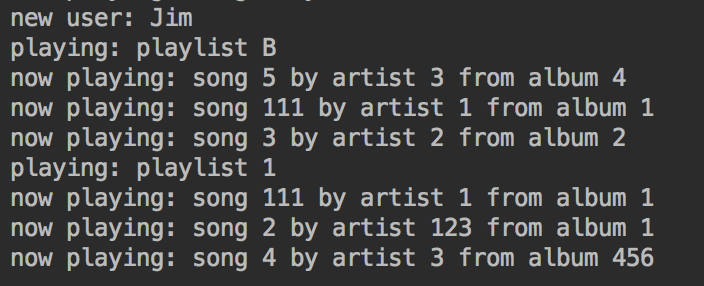 new user: Jim
playing: playlist B
now playing: song 5 by artist 3 from album 4
now playing: song 111 by artist 1 from album 1
now playing: song 3 by artist 2 from album 2
playing: playlist 1
now playing: song 111 by artist 1 from album 1
now playing: song 2 by artist 123 from album 1
now playing: song 4 by artist 3 from album 456